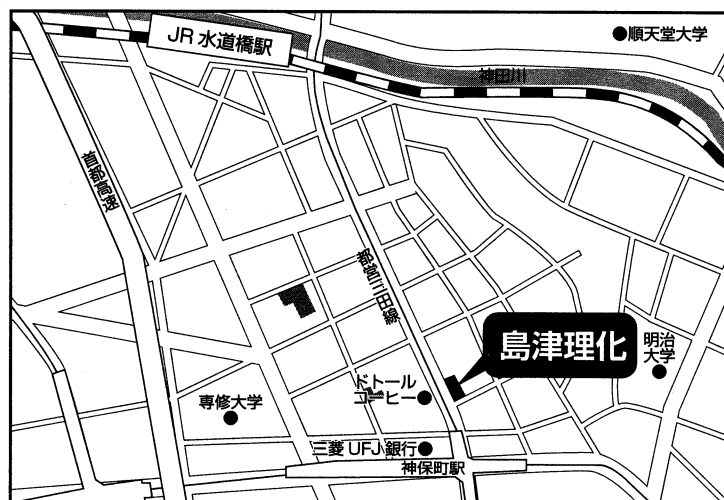 JR 水道橋駅
●順天堂大学
神田川
首都高速
都営三田線
島津理化
明治
大学
ドトール
コーヒー
専修大学
三菱 UFJ 銀行
神保町駅